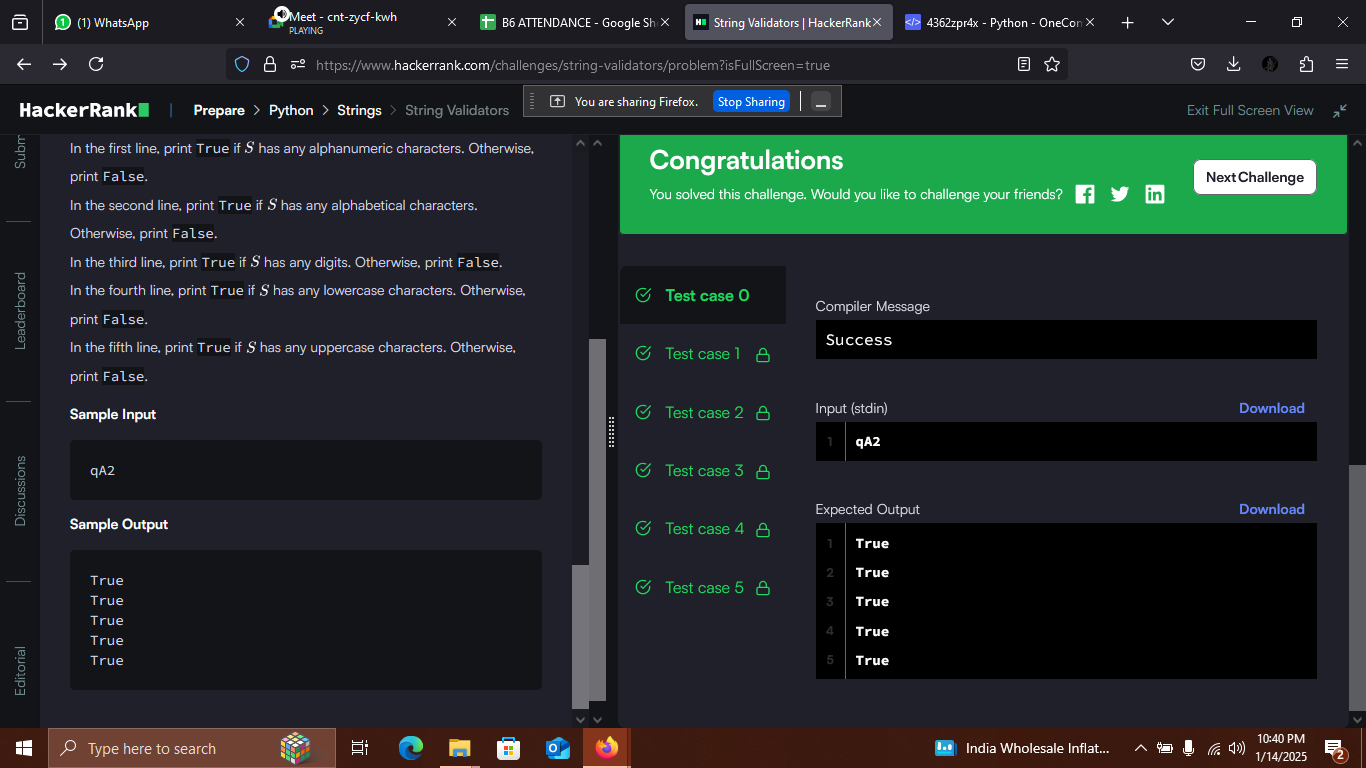 (1) WhatsApp
Meet - cnt-zycf-kwh
PLAYING
B6 ATTENDANCE - Google Sh
String Validators | HackerRank
4362zpr4x - Python - OneCon
https://www.hackerrank.com/challenges/string-validators/problem?isFullScreen=true
You are sharing Firefox. Stop Sharing
HackerRank | Prepare > Python > Strings > String Validators
Exit Full Screen View
Subm
Leaderboard
Discussions
Editorial
In the first line, print True if S has any alphanumeric characters. Otherwise,
print False.
In the second line, print True if S has any alphabetical characters.
Otherwise, print False.
In the third line, print True if S has any digits. Otherwise, print False.
In the fourth line, print True if S has any lowercase characters. Otherwise,
print False.
In the fifth line, print True if S has any uppercase characters. Otherwise,
print False.
Sample Input
qA2
Sample Output
True
True
True
True
True
Congratulations
You solved this challenge. Would you like to challenge your friends?
Next Challenge
Test case 0
Test case 1
Test case 2
Test case 3
Test case 4
Test case 5
Compiler Message
Success
Input (stdin)
Download
1 qA2
Expected Output
Download
1 True
2 True
3 True
4 True
5 True
Type here to search
India Wholesale Inflat...
10:40 PM
1/14/2025
2